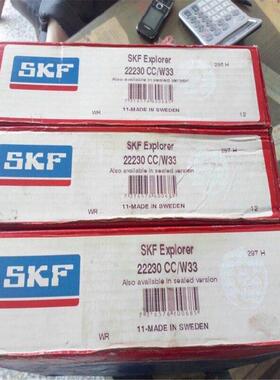 SKF
SKF Explorer
22230 CC/W33
Also available in sealed version
WR
11-MADE IN SWEDEN
12
SKF
SKF Explorer
297 H
22230 CC/W33
Also available in sealed version
WR
11-MADE IN SWEDEN
12
SKF
SKF Explorer
297 H
22230 CC/W33
Also available in sealed version
WR
11-MADE IN SWEDEN